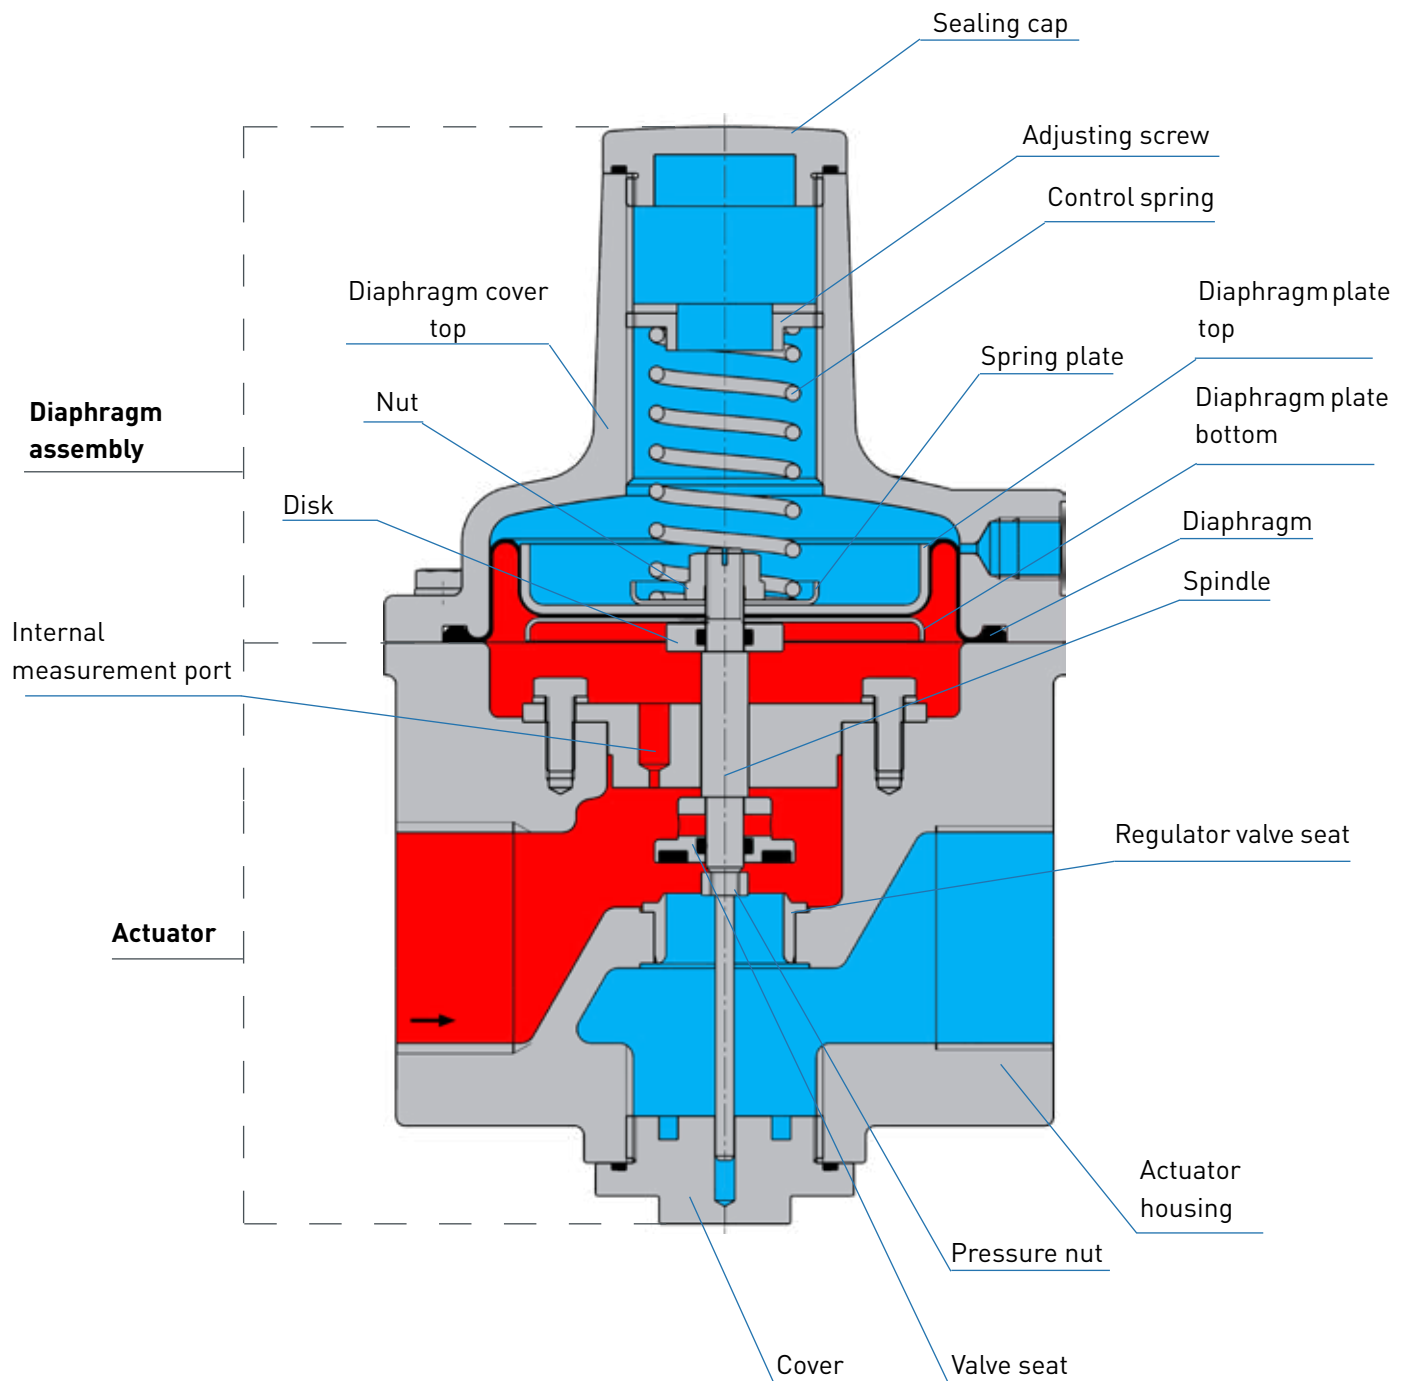 Sealing cap
Adjusting screw
Control spring
Diaphragm cover
top
Diaphragm plate
top
Spring plate
Nut
Diaphragm plate
bottom
Diaphragm
assembly
Disk
Diaphragm
Spindle
Internal
measurement port
Regulator valve seat
Actuator
Actuator
housing
Pressure nut
Cover
Valve seat